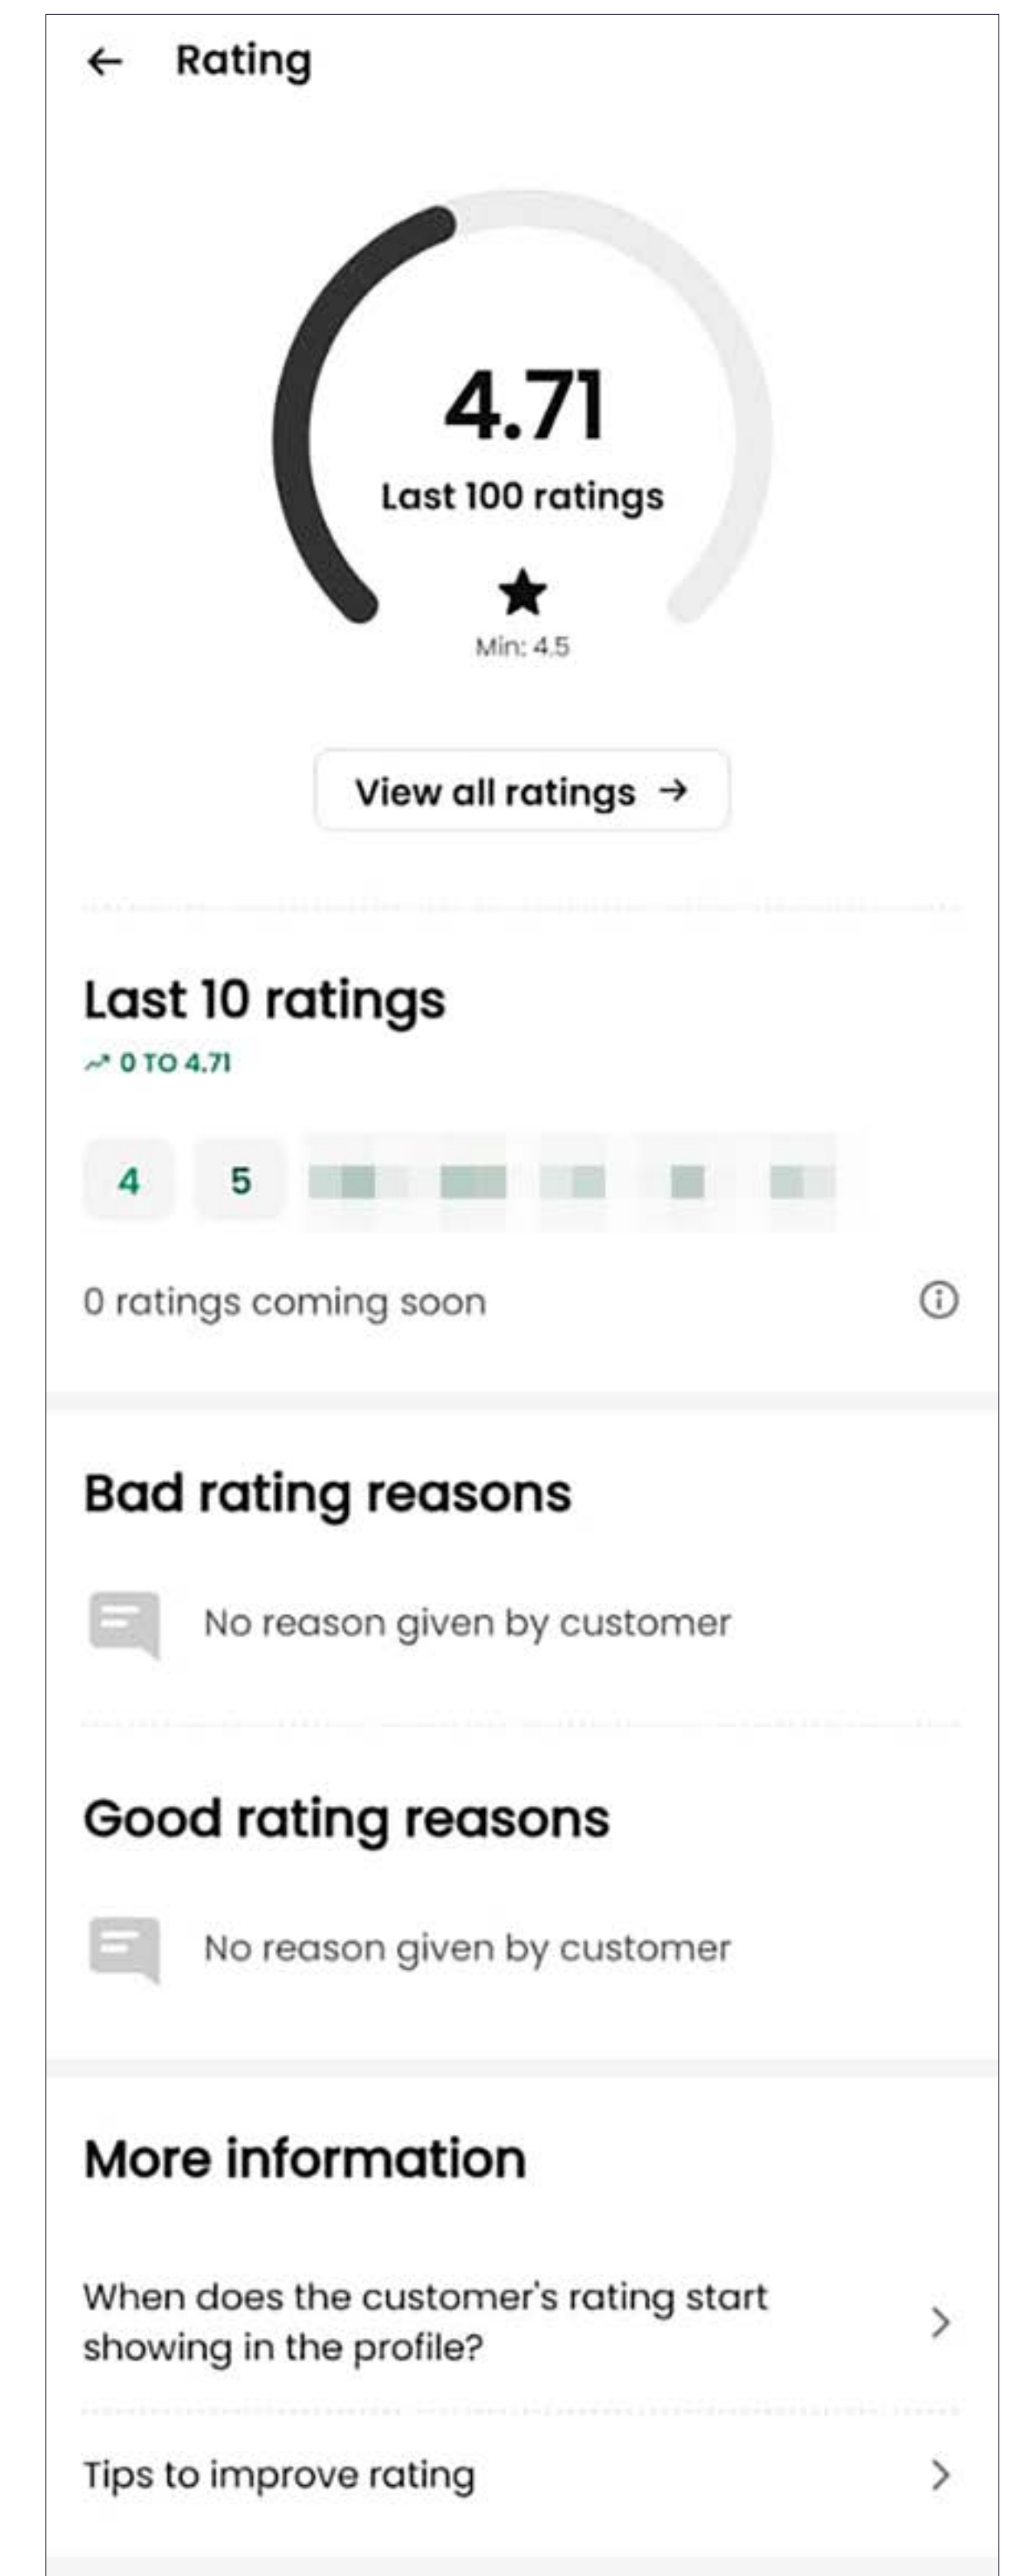 Rating
4.71
Last 100 ratings
Min: 4.5
View all ratings
Last 10 ratings
0 TO 4.71
4 5
0 ratings coming soon
Bad rating reasons
No reason given by customer
Good rating reasons
No reason given by customer
More information
When does the customer's rating start
showing in the profile?
Tips to improve rating